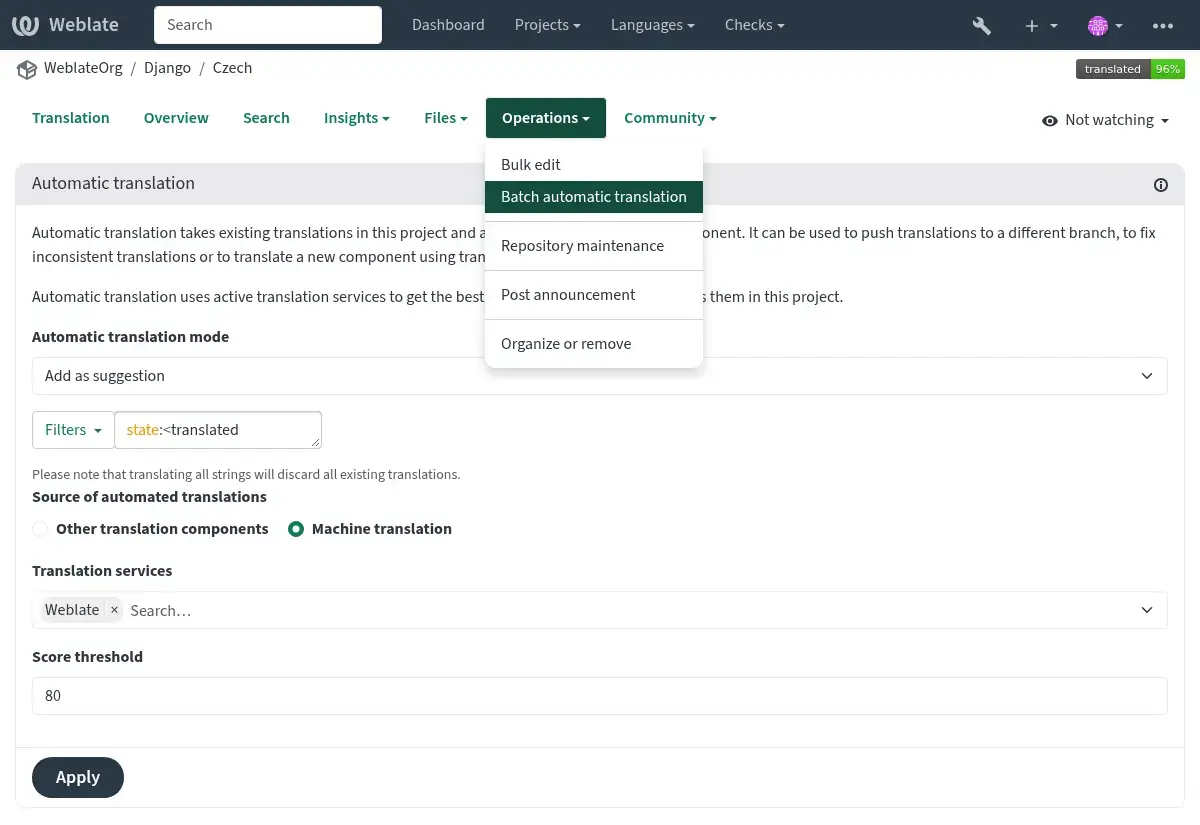 Weblate
Search
Dashboard
Projects
Languages
Checks
WeblateOrg / Django / Czech
translated 96%
Translation
Overview
Search
Insights
Files
Operations
Community
Not watching
Bulk edit
Batch automatic translation
Repository maintenance
Post announcement
Organize or remove
Automatic translation
Automatic translation takes existing translations in this project and a onent. It can be used to push translations to a different branch, to fix
inconsistent translations or to translate a new component using tran
Automatic translation uses active translation services to get the best s them in this project.
Automatic translation mode
Add as suggestion
Filters
state:<translated
Please note that translating all strings will discard all existing translations.
Source of automated translations
Other translation components
Machine translation
Translation services
Weblate × Search…
Score threshold
80
Apply